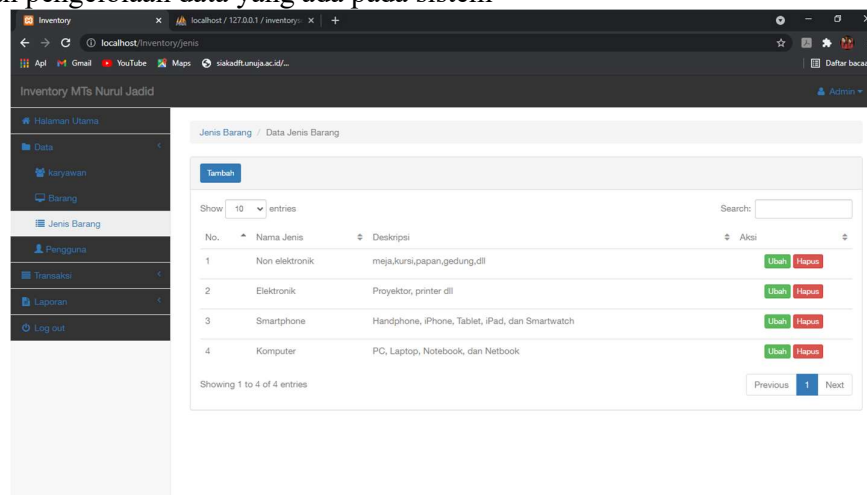 pengelolaan data yang ada pada sistem
Inventory
localhost / 127.0.0.1 / inventorys
localhost/Inventory/jenis
Apl Gmail YouTube Maps siakadft.unuja.ac.id/... Daftar bacaa
Inventory MTs Nurul Jadid Admin
Halaman Utama
Jenis Barang / Data Jenis Barang
Data
Tambah
karyawan
Barang
Show 10 entries Search:
Jenis Barang
No. Nama Jenis Deskripsi Aksi
Pengguna
1 Non elektronik meja,kursi,papan,gedung,dll Ubah Hapus
Transaksi
2 Elektronik Proyektor, printer dll Ubah Hapus
Laporan
3 Smartphone Handphone, iPhone, Tablet, iPad, dan Smartwatch Ubah Hapus
Log out
4 Komputer PC, Laptop, Notebook, dan Netbook Ubah Hapus
Showing 1 to 4 of 4 entries Previous 1 Next